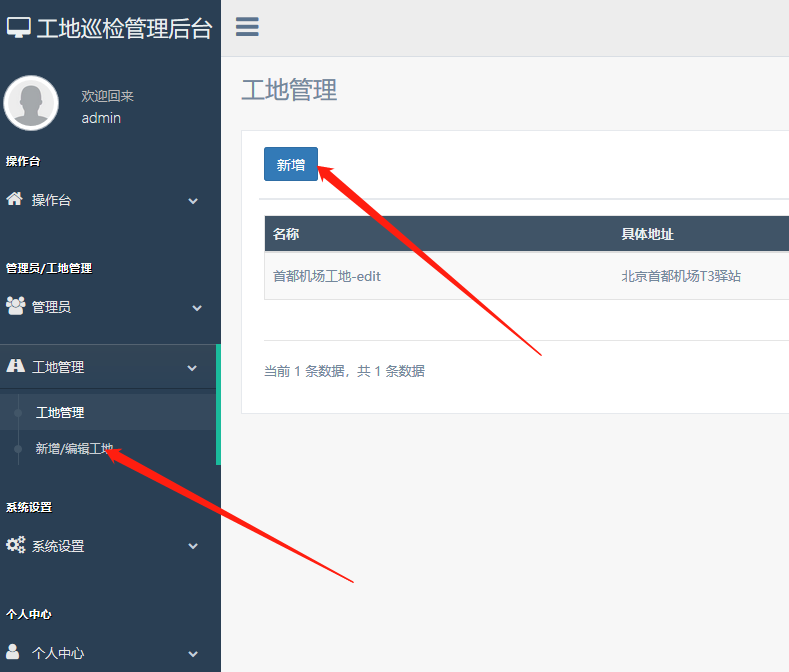 工地巡检管理后台
欢迎回来
admin
操作台
操作台
管理员/工地管理
管理员
工地管理
工地管理
新增/编辑工地
系统设置
系统设置
个人中心
个人中心
工地管理
新增
名称 具体地址
首都机场工地-edit 北京首都机场T3驿站
当前 1 条数据，共 1 条数据